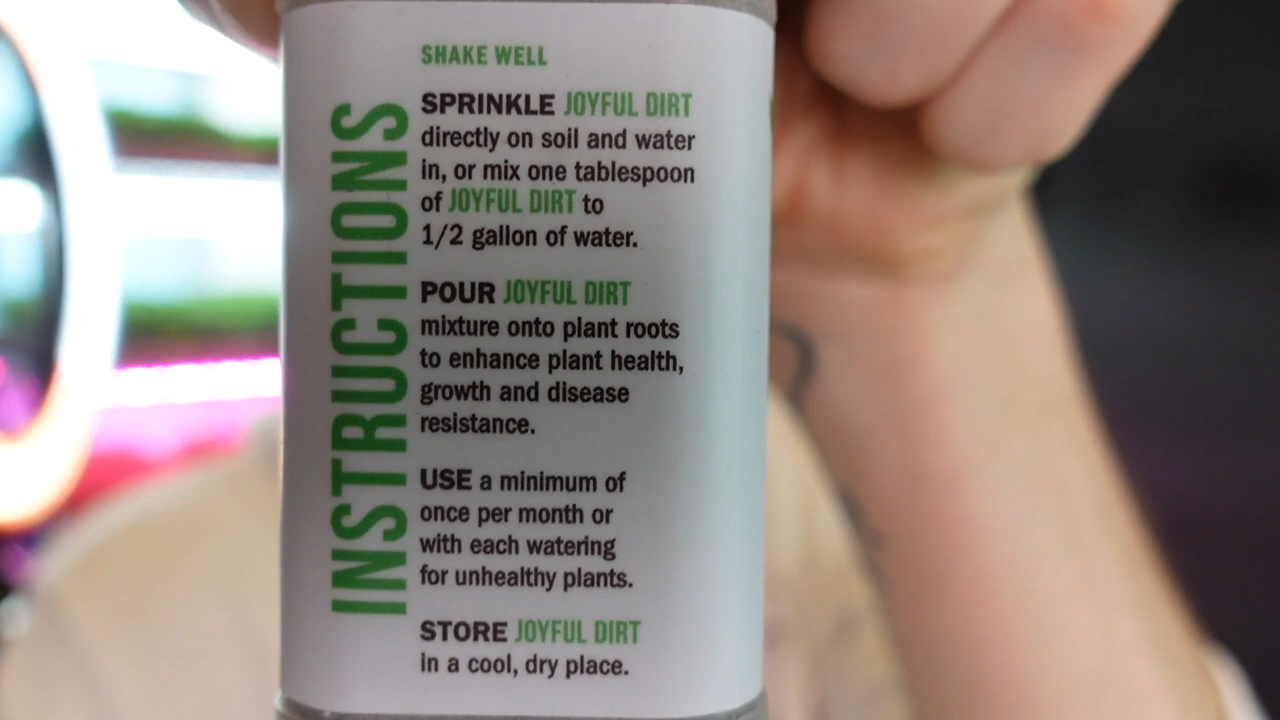 INSTRUCTIONS
SHAKE WELL
SPRINKLE JOYFUL DIRT
directly on soil and water
in, or mix one tablespoon
of JOYFUL DIRT to
1/2 gallon of water.
POUR JOYFUL DIRT
mixture onto plant roots
to enhance plant health,
growth and disease
resistance.
USE a minimum of
once per month or
with each watering
for unhealthy plants.
STORE JOYFUL DIRT
in a cool, dry place.